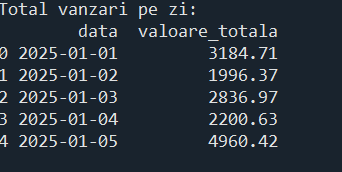 Total vanzari pe zi:
data valoare_totala
0 2025-01-01 3184.71
1 2025-01-02 1996.37
2 2025-01-03 2836.97
3 2025-01-04 2200.63
4 2025-01-05 4960.42